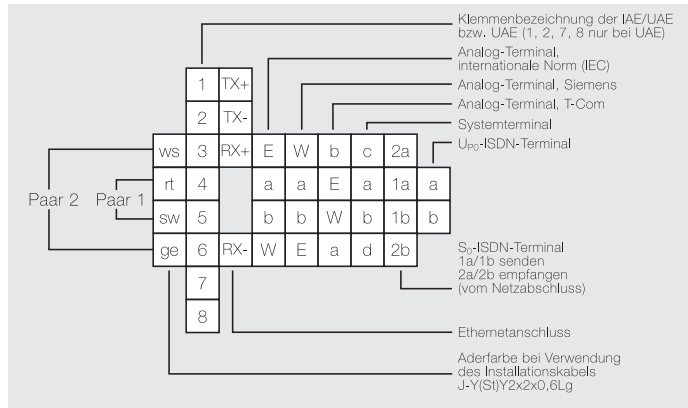 Klemmenbezeichnung der IAE/UAE
bzw. UAE (1, 2, 7, 8 nur bei UAE)
Analog-Terminal,
internationale Norm (IEC)
Analog-Terminal, Siemens
Analog-Terminal, T-Com
Systemterminal
UP0-ISDN-Terminal
1 TX+
2 TX-
ws 3 RX+ E W b c 2a
rt 4 a a E a 1a a
sw 5 b b W b 1b b
ge 6 RX- W E a d 2b
7
8
Paar 2 Paar 1
S0-ISDN-Terminal
1a/1b senden
2a/2b empfangen
(vom Netzabschluss)
Ethernetanschluss
Aderfarbe bei Verwendung
des Installationskabels
J-Y(St)Y2x2x0,6Lg